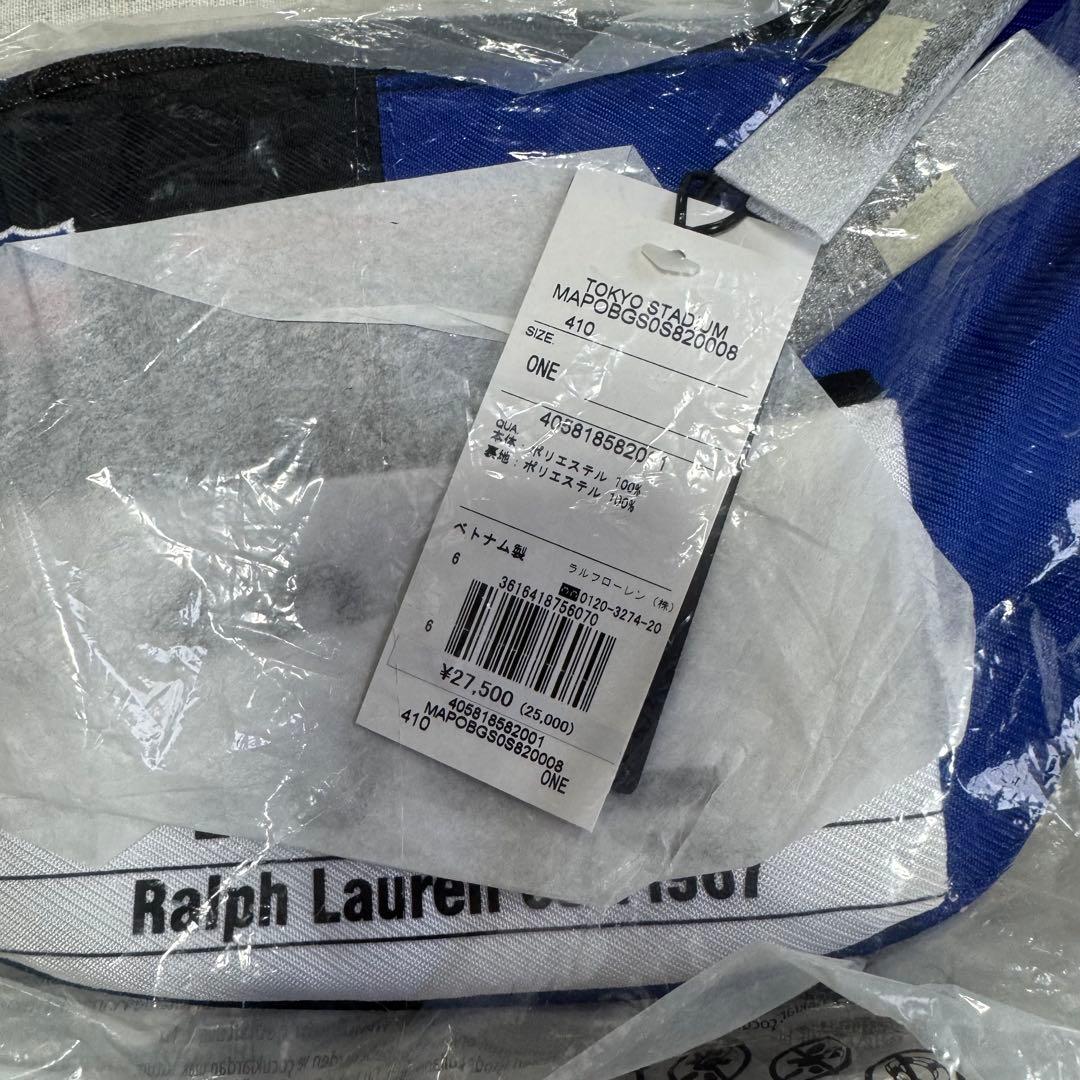 TOKYO STADIUM
MAPOBGS0S820008
410
SIZE.
ONE
QUA.
405818582001
本体:ポリエステル 100%
裏地:ポリエステル 100%
ベトナム製
ラルフローレン(株)
0120-3274-20
6
3616418756070
6
¥27,500 (25,000)
405818582001
MAPOBGS0S820008
410
ONE
Ralph Lauren 1967